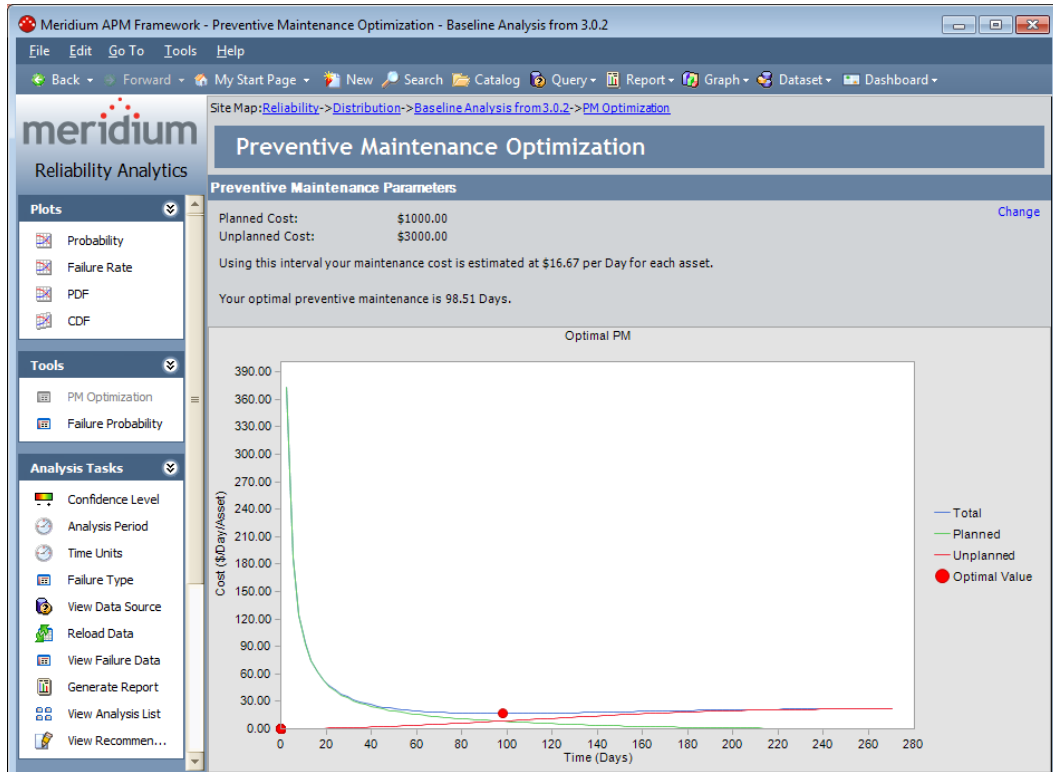 Meridium APM Framework - Preventive Maintenance Optimization - Baseline Analysis from 3.0.2
File Edit Go To Tools Help
Back Forward My Start Page New Search Catalog Query Report Graph Dataset Dashboard
meridium
Reliability Analytics
Plots
Probability
Failure Rate
PDF
CDF
Tools
PM Optimization
Failure Probability
Analysis Tasks
Confidence Level
Analysis Period
Time Units
Failure Type
View Data Source
Reload Data
View Failure Data
Generate Report
View Analysis List
View Recommen...
Site Map:Reliability->Distribution->Baseline Analysis from 3.0.2->PM Optimization
Preventive Maintenance Optimization
Preventive Maintenance Parameters
Change
Planned Cost: $1000.00
Unplanned Cost: $3000.00
Using this interval your maintenance cost is estimated at $16.67 per Day for each asset.
Your optimal preventive maintenance is 98.51 Days.
Optimal PM
Cost ($/Day/Asset)
390.00
360.00
330.00
300.00
270.00
240.00
210.00
180.00
150.00
120.00
90.00
60.00
30.00
0.00
0 20 40 60 80 100 120 140 160 180 200 220 240 260 280
Time (Days)
Total
Planned
Unplanned
Optimal Value